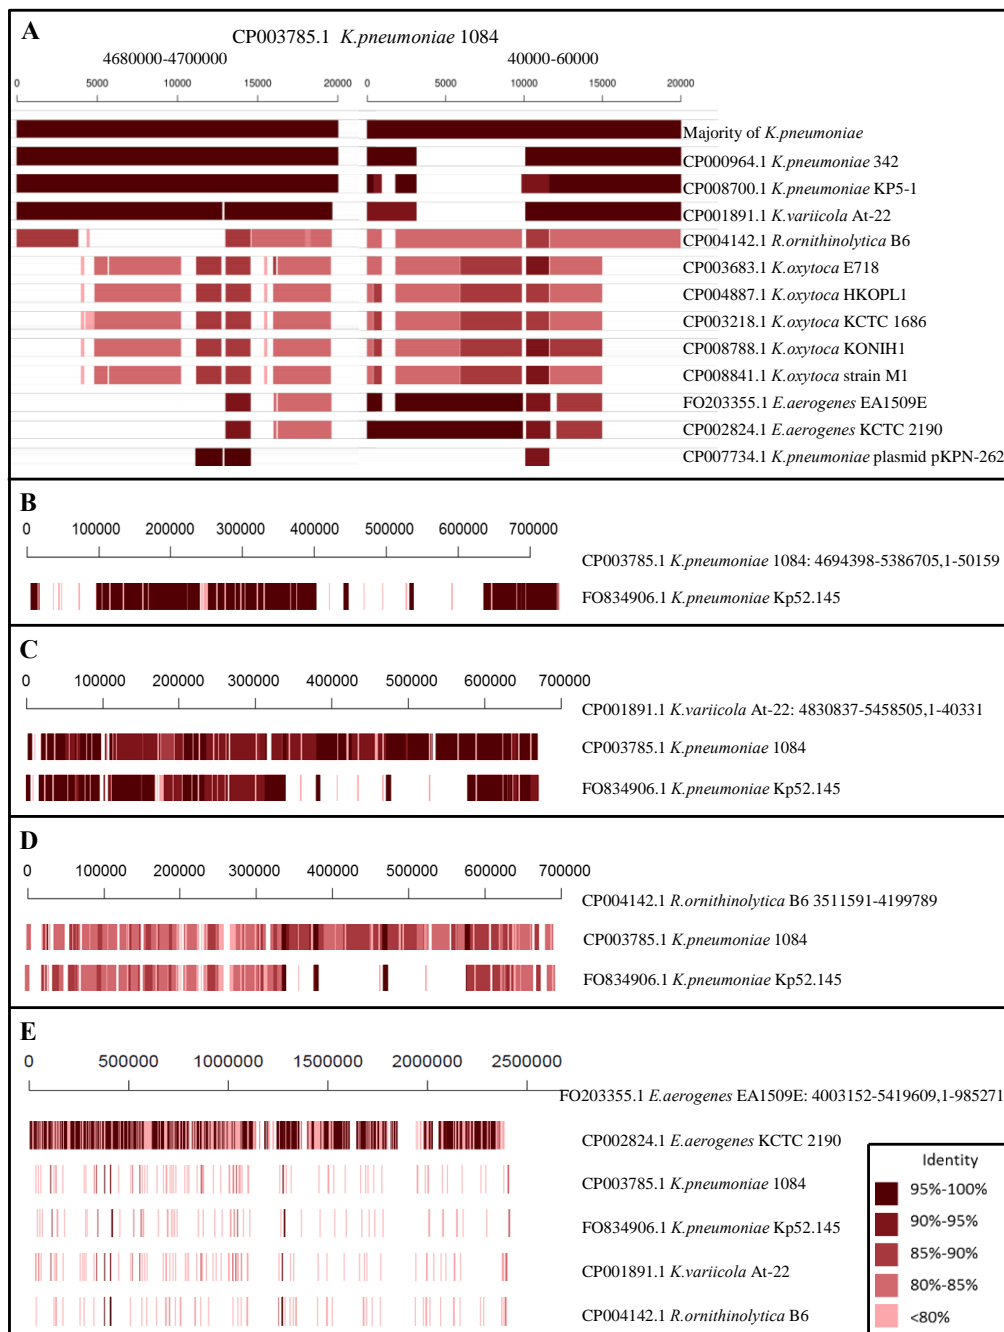 A
CP003785.1 K.pneumoniae 1084
4680000-4700000 40000-60000
0 5000 10000 15000 20000 0 5000 10000 15000 20000
Majority of K.pneumoniae
CP000964.1 K.pneumoniae 342
CP008700.1 K.pneumoniae KP5-1
CP001891.1 K.variicola At-22
CP004142.1 R.ornithinolytica B6
CP003683.1 K.oxytoca E718
CP004887.1 K.oxytoca HKOPL1
CP003218.1 K.oxytoca KCTC 1686
CP008788.1 K.oxytoca KONIH1
CP008841.1 K.oxytoca strain M1
FO203355.1 E.aerogenes EA1509E
CP002824.1 E.aerogenes KCTC 2190
CP007734.1 K.pneumoniae plasmid pKPN-262
B
0 100000 200000 300000 400000 500000 600000 700000
CP003785.1 K.pneumoniae 1084: 4694398-5386705,1-50159
FO834906.1 K.pneumoniae Kp52.145
C
0 100000 200000 300000 400000 500000 600000 700000
CP001891.1 K.variicola At-22: 4830837-5458505,1-40331
CP003785.1 K.pneumoniae 1084
FO834906.1 K.pneumoniae Kp52.145
D
0 100000 200000 300000 400000 500000 600000 700000
CP004142.1 R.ornithinolytica B6 3511591-4199789
CP003785.1 K.pneumoniae 1084
FO834906.1 K.pneumoniae Kp52.145
E
0 500000 1000000 1500000 2000000 2500000
FO203355.1 E.aerogenes EA1509E: 4003152-5419609,1-985271
CP002824.1 E.aerogenes KCTC 2190
CP003785.1 K.pneumoniae 1084
FO834906.1 K.pneumoniae Kp52.145
CP001891.1 K.variicola At-22
CP004142.1 R.ornithinolytica B6
Identity
95%-100%
90%-95%
85%-90%
80%-85%
<80%